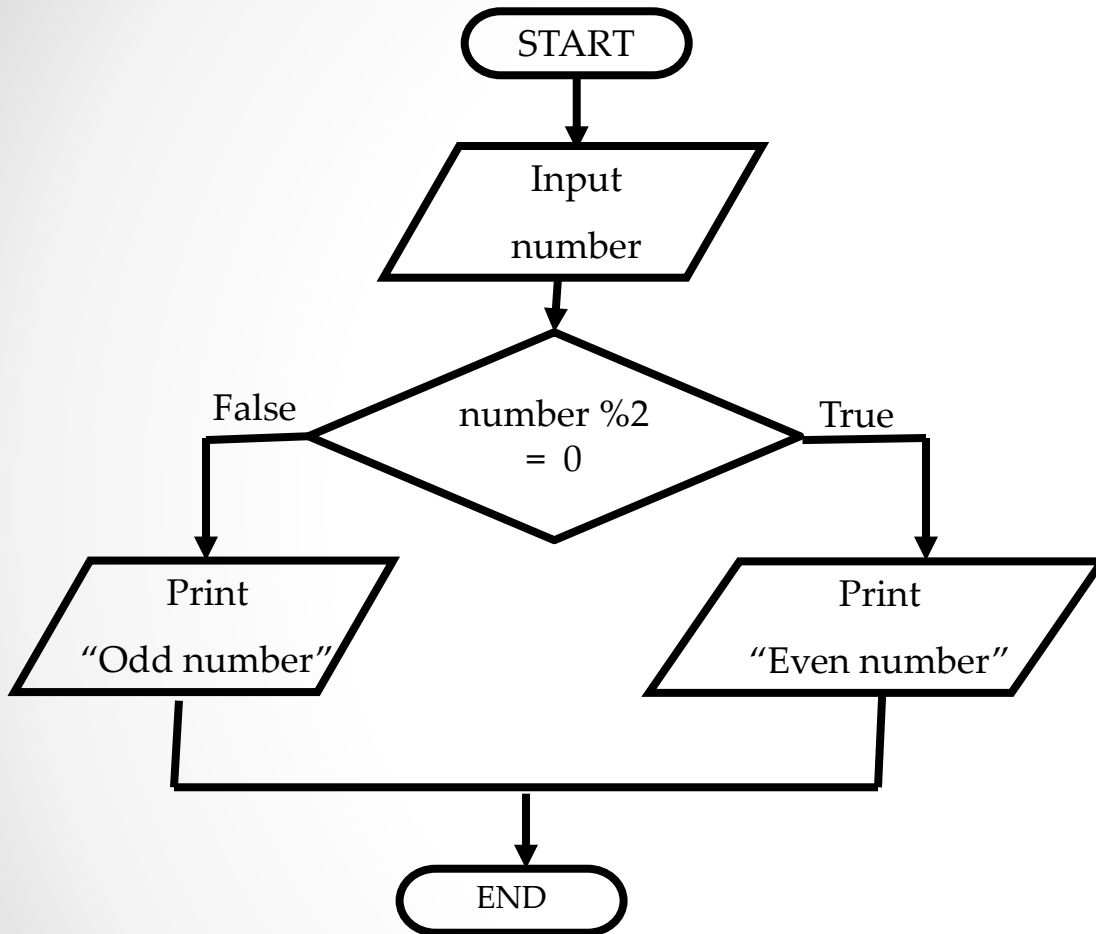 START
Input
number
False
number %2
= 0
True
Print
“Odd number”
Print
“Even number”
END